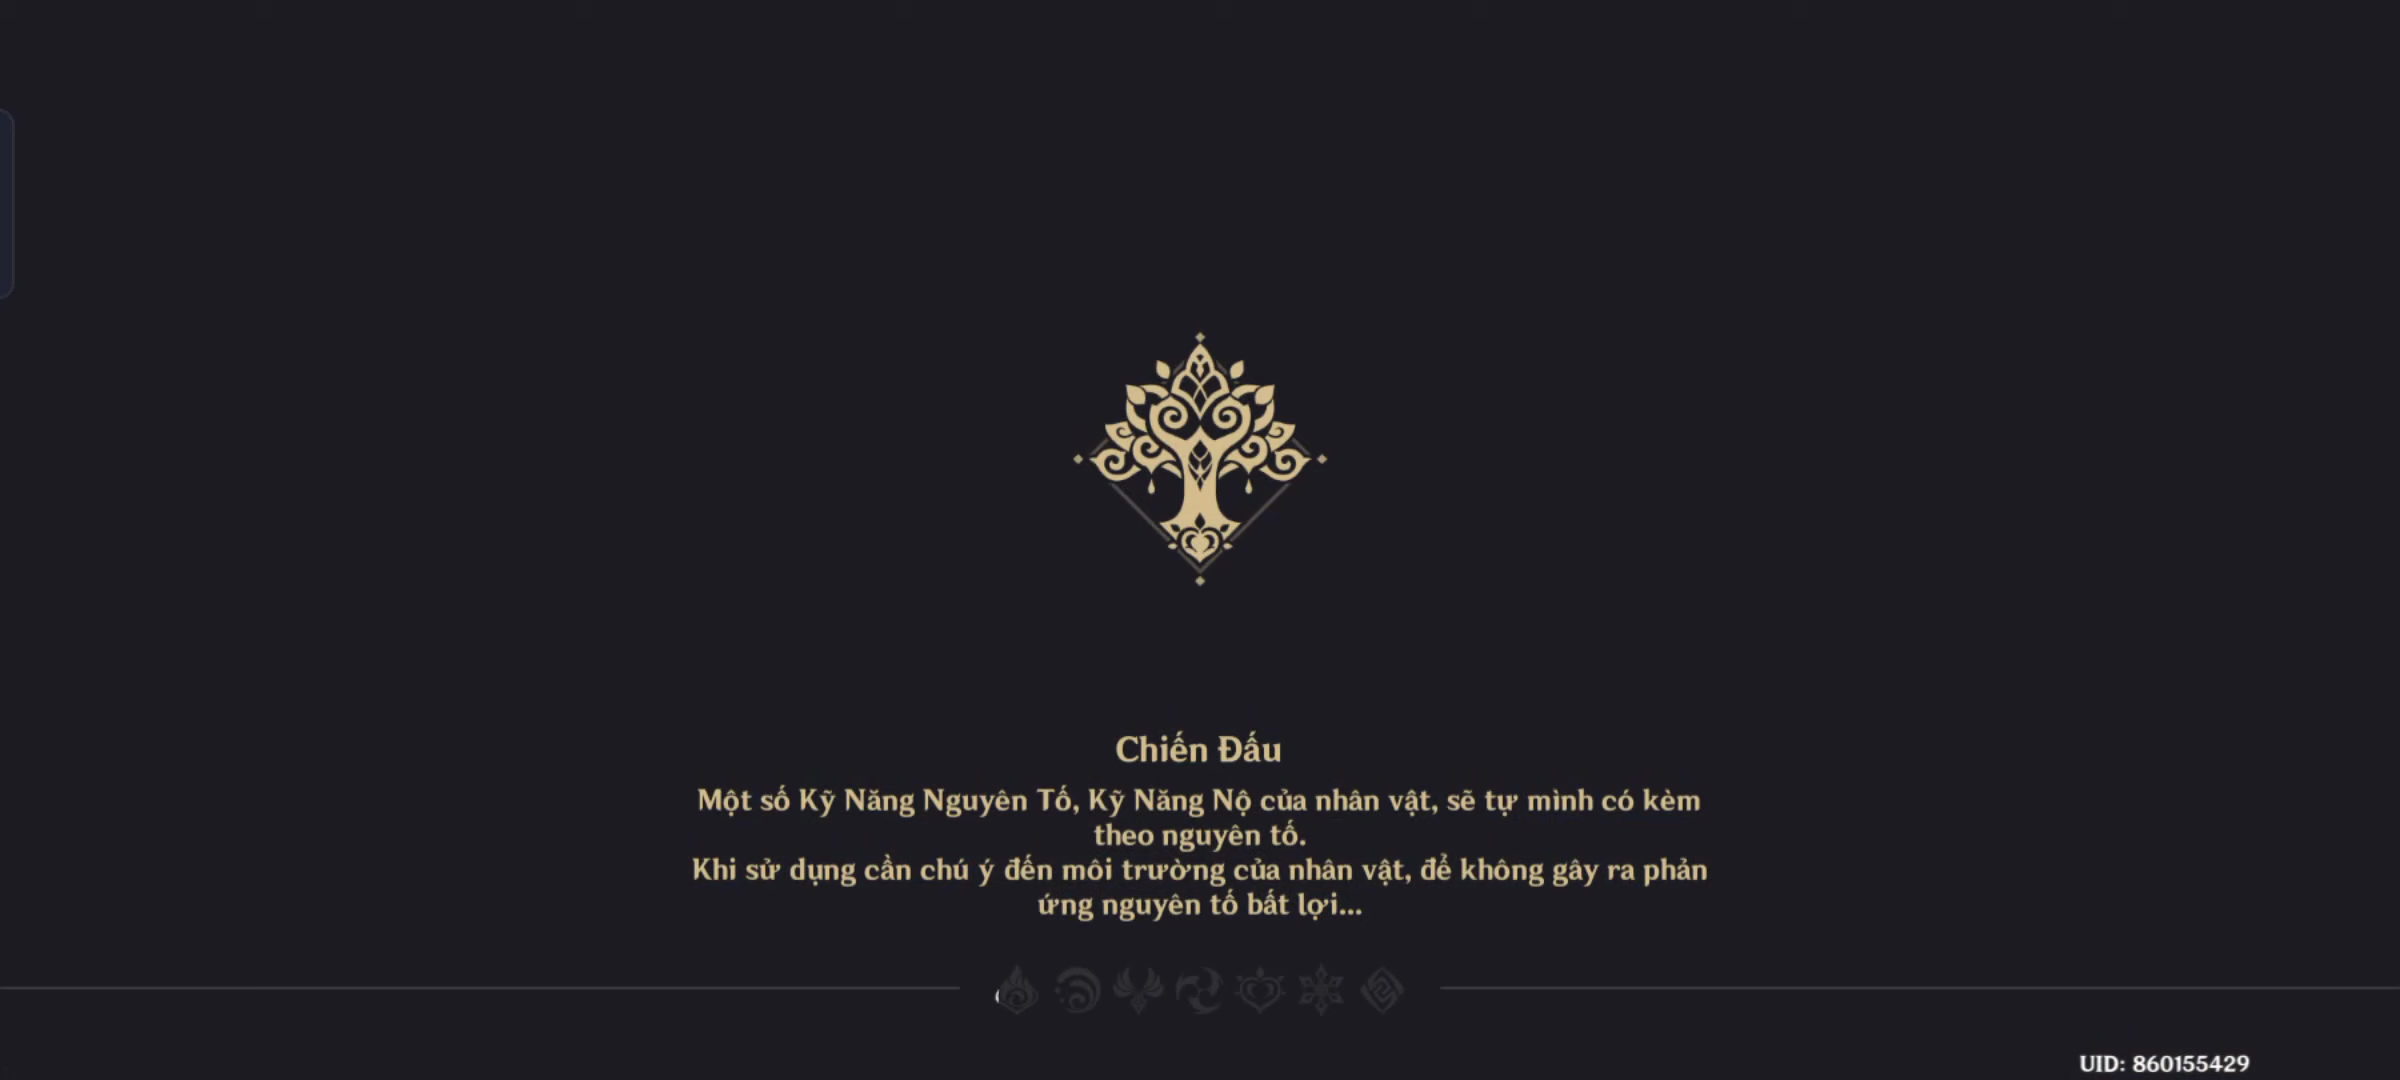 Chiến Đấu
Một số Kỹ Năng Nguyên Tố, Kỹ Năng Nộ của nhân vật, sẽ tự mình có kèm
theo nguyên tố.
Khi sử dụng cần chú ý đến môi trường của nhân vật, để không gây ra phản
ứng nguyên tố bất lợi...
UID: 860155429